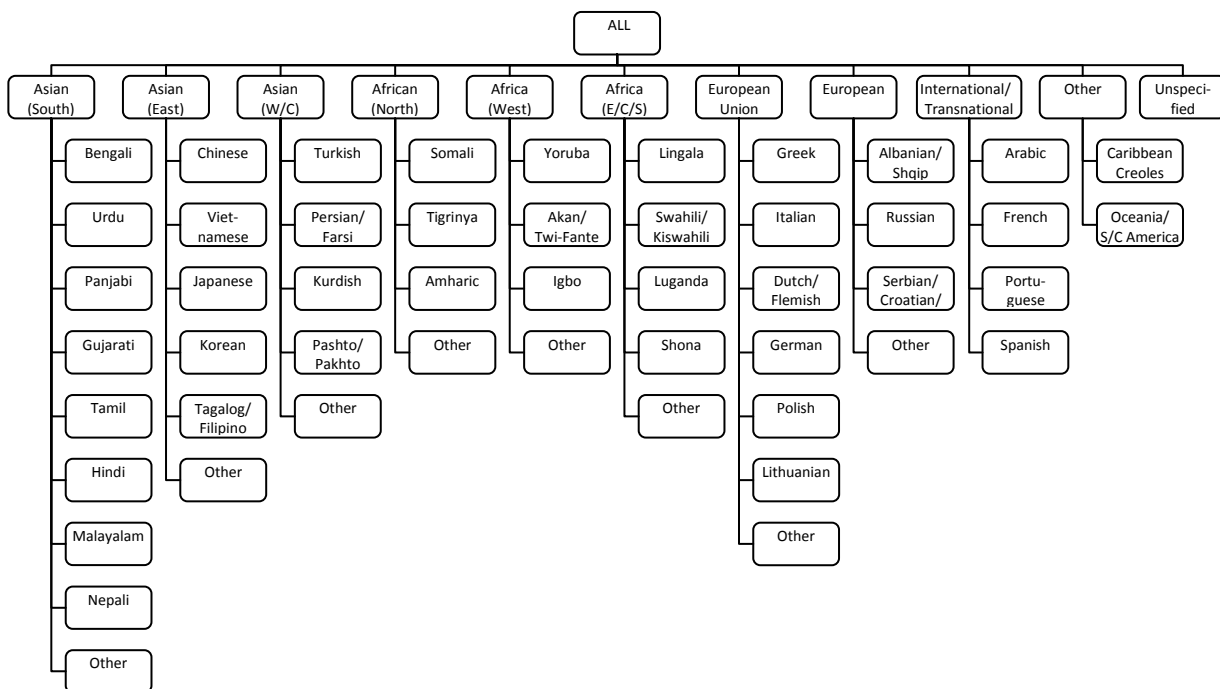 ALL
Asian
(South)
Asian
(East)
Asian
(W/C)
African
(North)
Africa
(West)
Africa
(E/C/S)
European
Union
European
International/
Transnational
Other
Unspeci-
fied
Bengali
Urdu
Panjabi
Gujarati
Tamil
Hindi
Malayalam
Nepali
Other
Chinese
Viet-
namese
Japanese
Korean
Tagalog/
Filipino
Other
Turkish
Persian/
Farsi
Kurdish
Pashto/
Pakhto
Other
Somali
Tigrinya
Amharic
Other
Yoruba
Akan/
Twi-Fante
Igbo
Other
Lingala
Swahili/
Kiswahili
Luganda
Shona
Other
Greek
Italian
Dutch/
Flemish
German
Polish
Lithuanian
Other
Albanian/
Shqip
Russian
Serbian/
Croatian/
Other
Arabic
French
Portu-
guese
Spanish
Caribbean
Creoles
Oceania/
S/C America